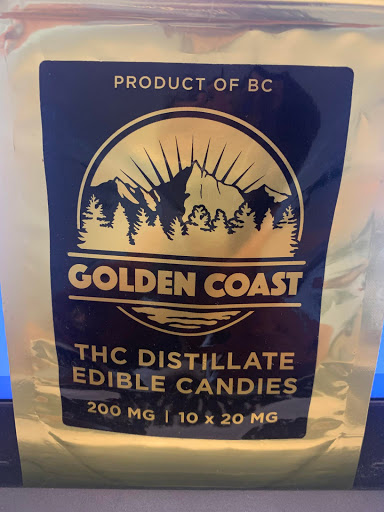 PRODUCT OF BC
GOLDEN COAST
THC DISTILLATE
EDIBLE CANDIES
200 MG | 10 x 20 MG